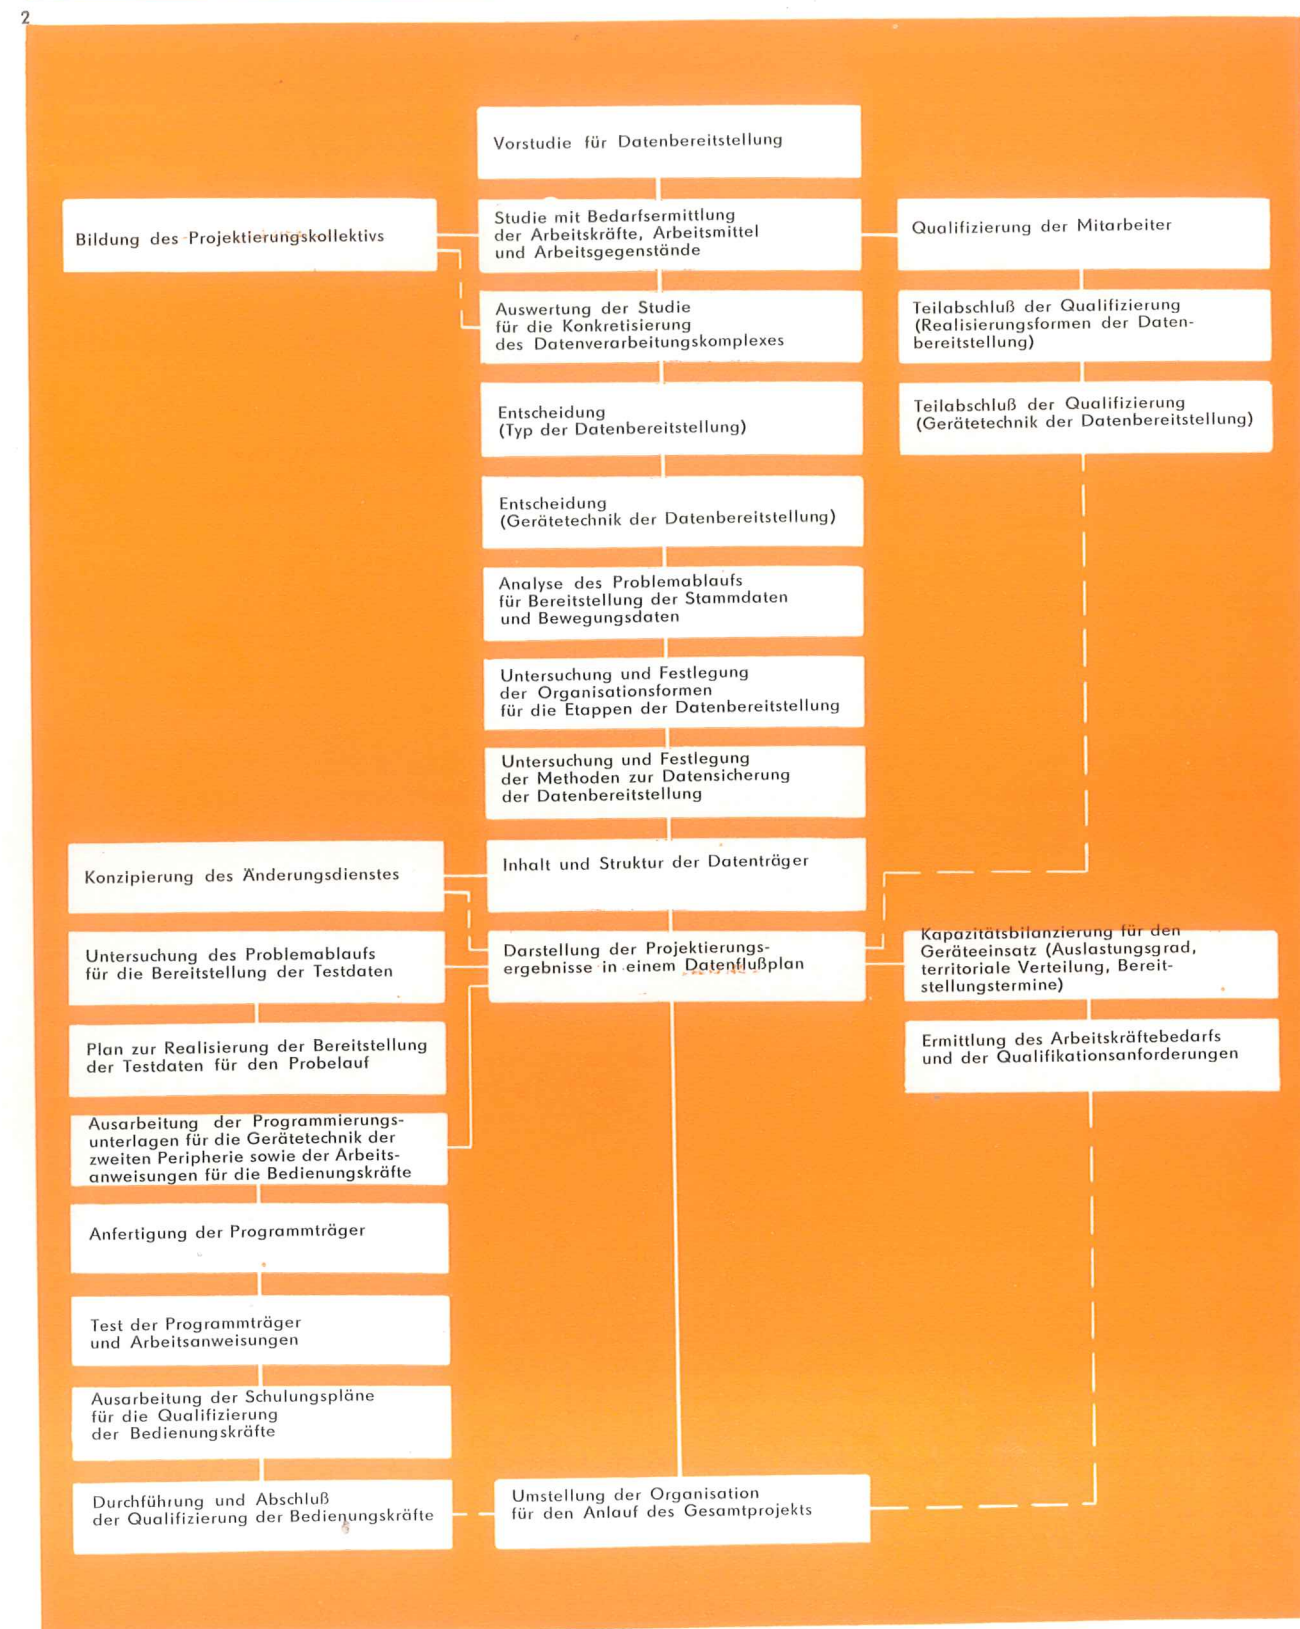 2
Vorstudie für Datenbereitstellung
Bildung des Projektierungskollektivs
Studie mit Bedarfsermittlung
der Arbeitskräfte, Arbeitsmittel
und Arbeitsgegenstände
Qualifizierung der Mitarbeiter
Auswertung der Studie
für die Konkretisierung
des Datenverarbeitungskomplexes
Teilabschluß der Qualifizierung
(Realisierungsformen der Daten-
bereitstellung)
Entscheidung
(Typ der Datenbereitstellung)
Teilabschluß der Qualifizierung
(Gerätetechnik der Datenbereitstellung)
Entscheidung
(Gerätetechnik der Datenbereitstellung)
Analyse des Problemablaufs
für Bereitstellung der Stammdaten
und Bewegungsdaten
Untersuchung und Festlegung
der Organisationsformen
für die Etappen der Datenbereitstellung
Untersuchung und Festlegung
der Methoden zur Datensicherung
der Datenbereitstellung
Konzipierung des Änderungsdienstes
Inhalt und Struktur der Datenträger
Untersuchung des Problemablaufs
für die Bereitstellung der Testdaten
Darstellung der Projektierungs-
ergebnisse in einem Datenflußplan
Kapazitätsbilanzierung für den
Geräteeinsatz (Auslastungsgrad,
territoriale Verteilung, Bereit-
stellungstermine)
Plan zur Realisierung der Bereitstellung
der Testdaten für den Probelauf
Ermittlung des Arbeitskräftebedarfs
und der Qualifikationsanforderungen
Ausarbeitung der Programmierungs-
unterlagen für die Gerätetechnik der
zweiten Peripherie sowie der Arbeits-
anweisungen für die Bedienungskräfte
Anfertigung der Programmträger
Test der Programmträger
und Arbeitsanweisungen
Ausarbeitung der Schulungspläne
für die Qualifizierung
der Bedienungskräfte
Durchführung und Abschluß
der Qualifizierung der Bedienungskräfte
Umstellung der Organisation
für den Anlauf des Gesamtprojekts